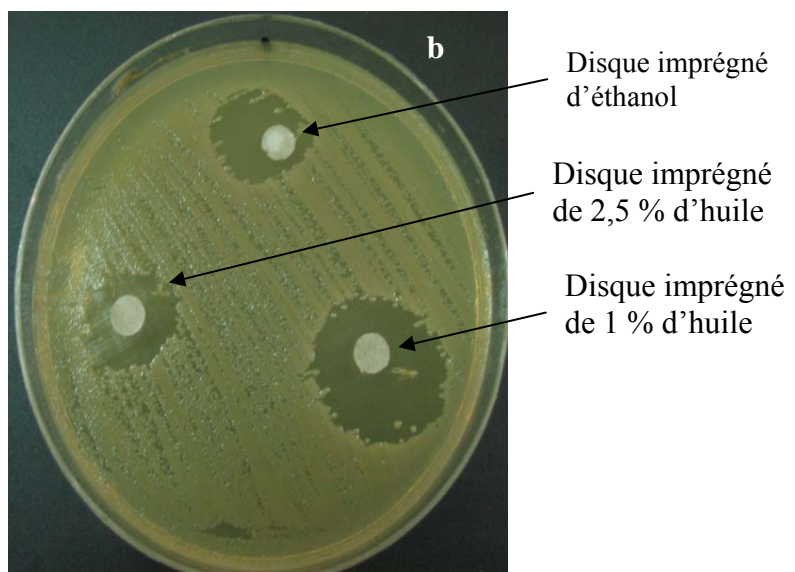 b
Disque imprégné
d’éthanol
Disque imprégné
de 2,5 % d’huile
Disque imprégné
de 1 % d’huile